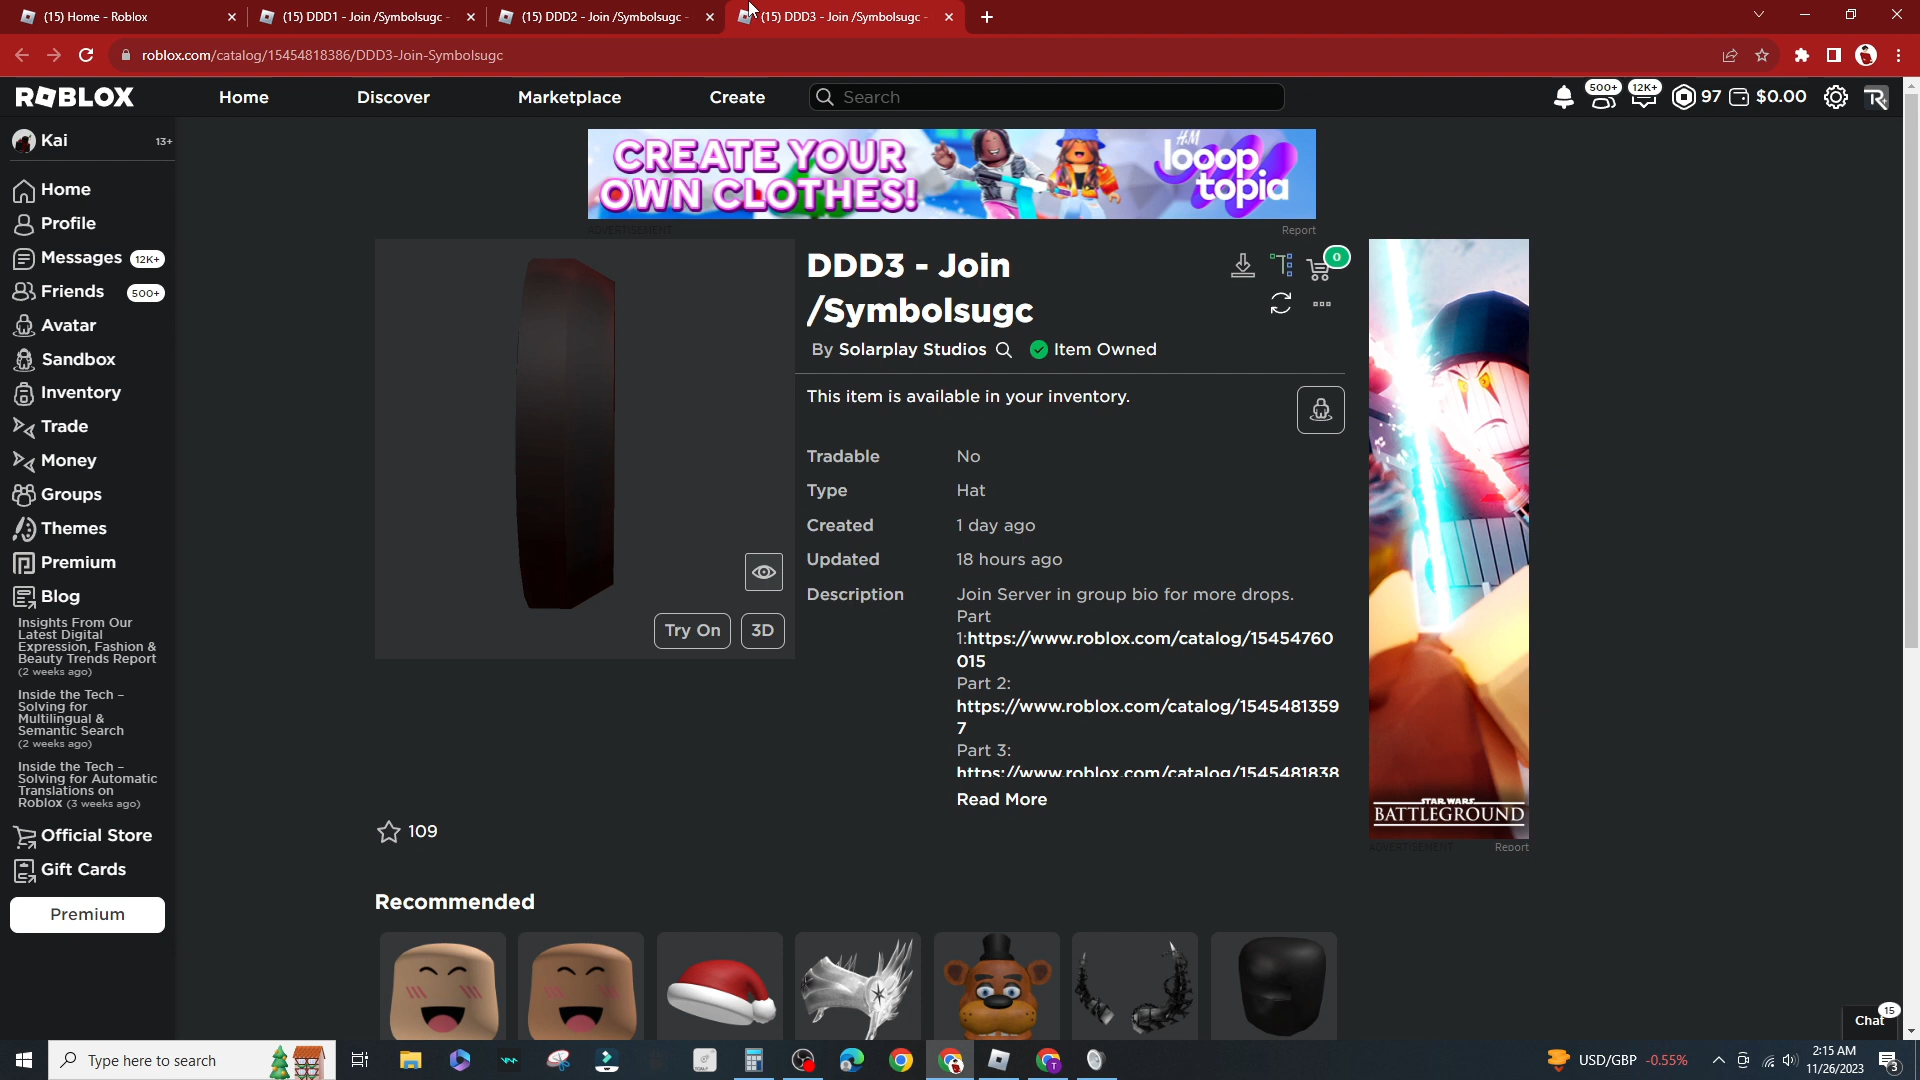 (15) Home - Roblox
(15) DDD1 - Join /Symbolsugc -
(15) DDD2 - Join /Symbolsugc -
(15) DDD3 - Join /Symbolsugc -
roblox.com/catalog/15454818386/DDD3-Join-Symbolsugc
ROBLOX
Home
Discover
Marketplace
Create
Search
500+
12K+
97
$0.00
Kai
13+
Home
Profile
Messages 12K+
Friends 500+
Avatar
Sandbox
Inventory
Trade
Money
Groups
Themes
Premium
Blog
Insights From Our
Latest Digital
Expression, Fashion &
Beauty Trends Report
(2 weeks ago)
Inside the Tech –
Solving for
Multilingual &
Semantic Search
(2 weeks ago)
Inside the Tech –
Solving for Automatic
Translations on
Roblox (3 weeks ago)
Official Store
Gift Cards
Premium
CREATE YOUR
OWN CLOTHES!
H&M
looop
topia
ADVERTISEMENT
Report
DDD3 - Join
/Symbolsugc
0
By Solarplay Studios
Item Owned
This item is available in your inventory.
Tradable No
Type Hat
Created 1 day ago
Updated 18 hours ago
Description Join Server in group bio for more drops.
Part
1:https://www.roblox.com/catalog/15454760
015
Part 2:
https://www.roblox.com/catalog/1545481359
7
Part 3:
https://www.roblox.com/catalog/1545481838
Read More
Try On
3D
109
STAR WARS
BATTLEGROUND
ADVERTISEMENT
Report
Recommended
Chat
15
Type here to search
USD/GBP -0.55%
2:15 AM
11/26/2023
3